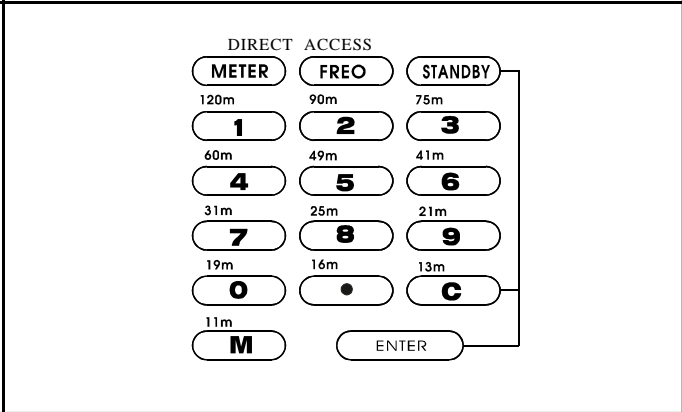 DIRECT ACCESS
METER FREO STANDBY
120m 90m 75m
1 2 3
60m 49m 41m
4 5 6
31m 25m 21m
7 8 9
19m 16m 13m
0 • C
11m
M ENTER